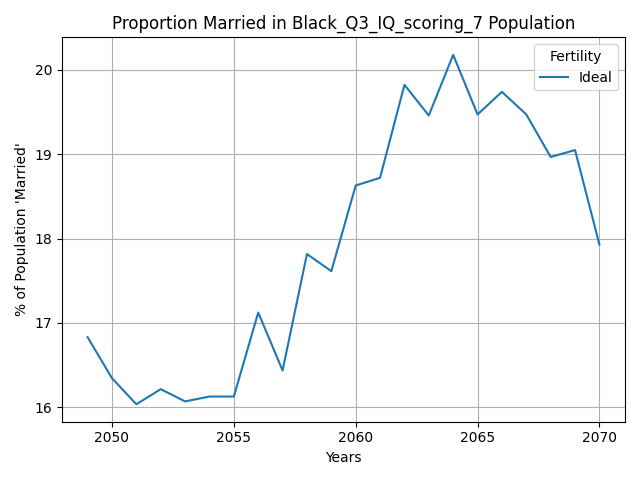 Proportion Married in Black_Q3_IQ_scoring_7 Population
Fertility
Ideal
% of Population 'Married'
20
19
18
17
16
2050
2055
2060
2065
2070
Years